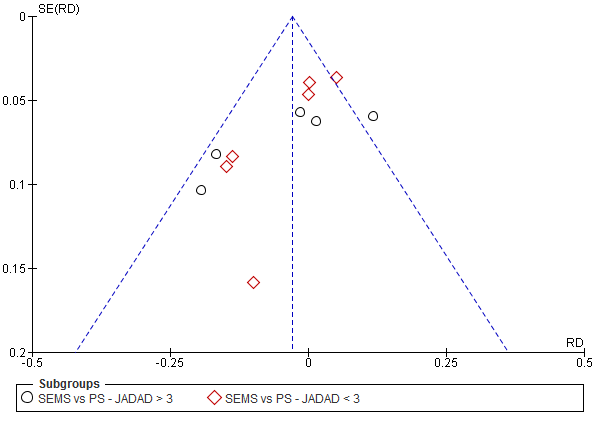 SE(RD)
0
0.05
0.1
0.15
0.2
RD
-0.5 -0.25 0 0.25 0.5
Subgroups
SEMS vs PS - JADAD > 3 SEMS vs PS - JADAD < 3